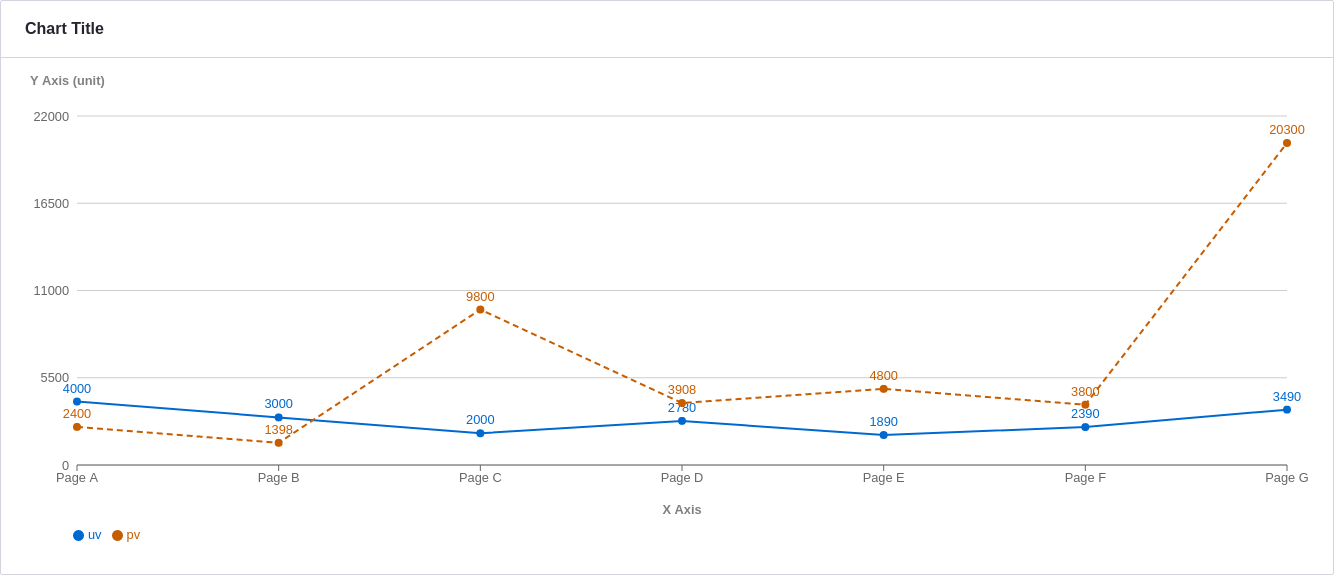 Chart Title
Y Axis (unit)
22000
16500
11000
5500
0
4000
3000
2000
2780
1890
2390
3490
2400
1398
9800
3908
4800
3800
20300
Page A
Page B
Page C
Page D
Page E
Page F
Page G
X Axis
uv
pv